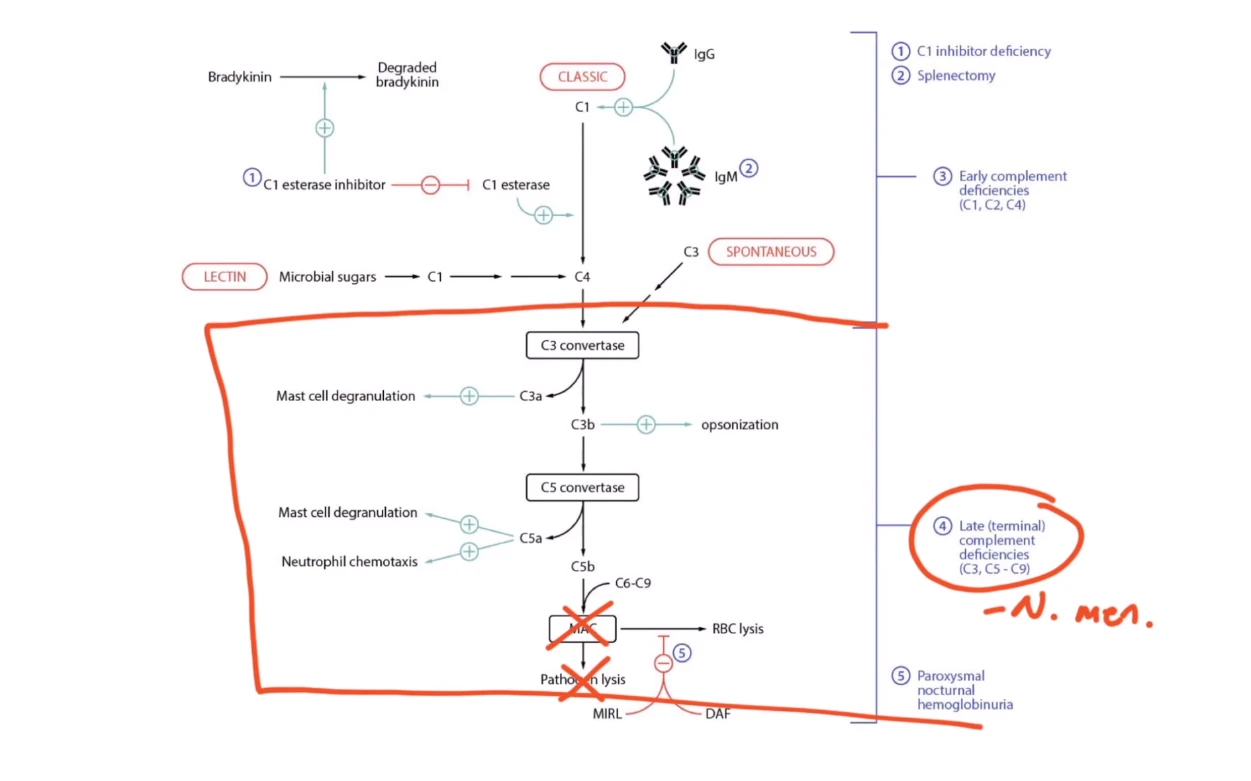 IgG
① C1 inhibitor deficiency
② Splenectomy
Bradykinin
Degraded
bradykinin
CLASSIC
C1
+
+
① C1 esterase inhibitor
−
C1 esterase
+
IgM ②
③ Early complement
deficiencies
(C1, C2, C4)
C3
SPONTANEOUS
LECTIN
Microbial sugars
C1
C4
C3 convertase
Mast cell degranulation
+
C3a
C3b
+
opsonization
C5 convertase
Mast cell degranulation
+
Neutrophil chemotaxis
+
C5a
C5b
C6-C9
④ Late (terminal)
complement
deficiencies
(C3, C5 - C9)
- N. men.
MAC
RBC lysis
− ⑤
Pathogen lysis
MIRL
DAF
⑤ Paroxysmal
nocturnal
hemoglobinuria